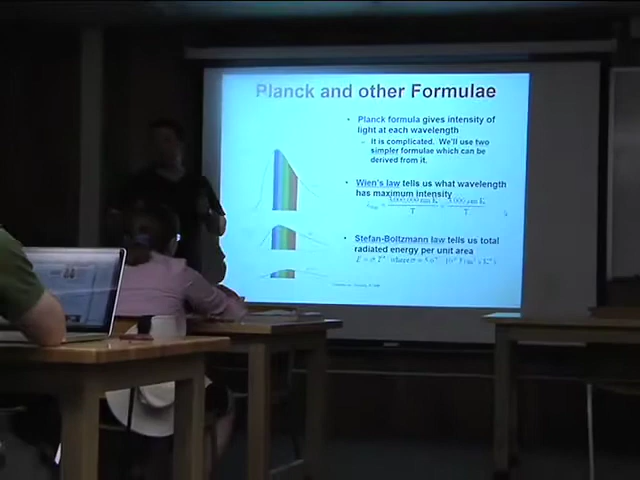 Planck and other Formulae
• Planck formula gives intensity of
light at each wavelength
– It is complicated. We'll use two
simpler formulae which can be
derived from it.
• Wien's law tells us what wavelength
has maximum intensity
• Stefan-Boltzmann law tells us total
radiated energy per unit area